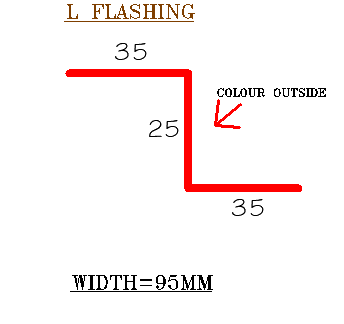 L FLASHING
35
COLOUR OUTSIDE
25
35
WIDTH=95MM